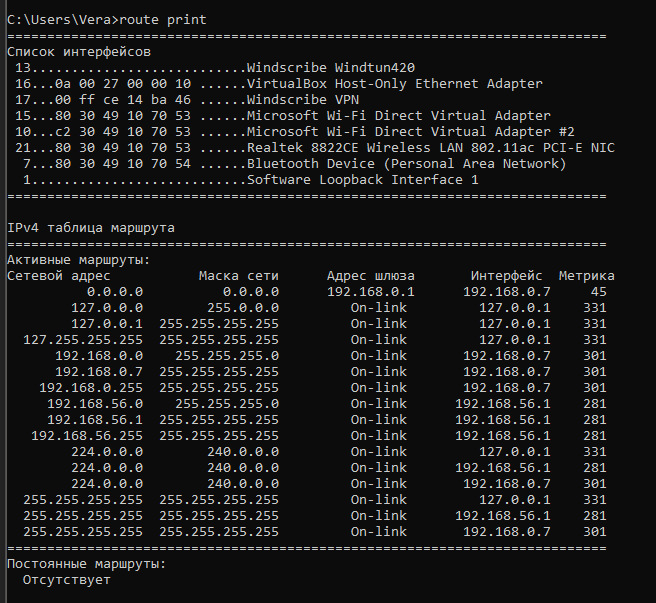 C:\Users\Vera>route print
===========================================================================
Список интерфейсов
 13...........................Windscribe Windtun420
 16...0a 00 27 00 00 10 ......VirtualBox Host-Only Ethernet Adapter
 17...00 ff ce 14 ba 46 ......Windscribe VPN
 15...80 30 49 10 70 53 ......Microsoft Wi-Fi Direct Virtual Adapter
 10...c2 30 49 10 70 53 ......Microsoft Wi-Fi Direct Virtual Adapter #2
 21...80 30 49 10 70 53 ......Realtek 8822CE Wireless LAN 802.11ac PCI-E NIC
  7...80 30 49 10 70 54 ......Bluetooth Device (Personal Area Network)
  1...........................Software Loopback Interface 1
===========================================================================
IPv4 таблица маршрута
===========================================================================
Активные маршруты:
Сетевой адрес           Маска сети      Адрес шлюза       Интерфейс  Метрика
          0.0.0.0          0.0.0.0      192.168.0.1      192.168.0.7     45
        127.0.0.0        255.0.0.0         On-link         127.0.0.1    331
        127.0.0.1  255.255.255.255         On-link         127.0.0.1    331
  127.255.255.255  255.255.255.255         On-link         127.0.0.1    331
      192.168.0.0    255.255.255.0         On-link       192.168.0.7    301
      192.168.0.7  255.255.255.255         On-link       192.168.0.7    301
    192.168.0.255  255.255.255.255         On-link       192.168.0.7    301
     192.168.56.0    255.255.255.0         On-link      192.168.56.1    281
     192.168.56.1  255.255.255.255         On-link      192.168.56.1    281
   192.168.56.255  255.255.255.255         On-link      192.168.56.1    281
        224.0.0.0        240.0.0.0         On-link         127.0.0.1    331
        224.0.0.0        240.0.0.0         On-link      192.168.56.1    281
        224.0.0.0        240.0.0.0         On-link       192.168.0.7    301
  255.255.255.255  255.255.255.255         On-link         127.0.0.1    331
  255.255.255.255  255.255.255.255         On-link      192.168.56.1    281
  255.255.255.255  255.255.255.255         On-link       192.168.0.7    301
===========================================================================
Постоянные маршруты:
  Отсутствует